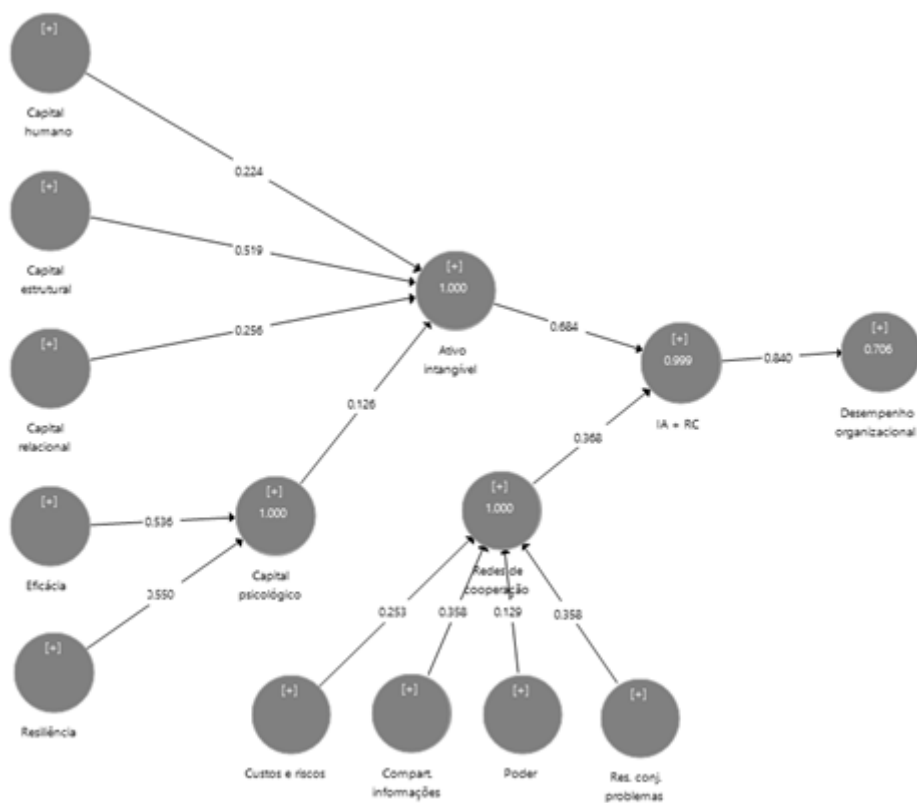 [+]
Capital
humano
0.224
[+]
Capital
estrutural
0.519
[+]
Capital
relacional
0.256
[+]
1.000
Ativo
intangível
0.684
[+]
0.999
IA + RC
0.840
[+]
0.706
Desempenho
organizacional
0.126
0.368
[+]
Eficácia
0.536
[+]
1.000
Capital
psicológico
[+]
Resiliência
0.550
[+]
1.000
Redes de
cooperação
0.253
0.358
0.129
0.358
[+]
Custos e riscos
[+]
Compart.
informações
[+]
Poder
[+]
Res. conj.
problemas